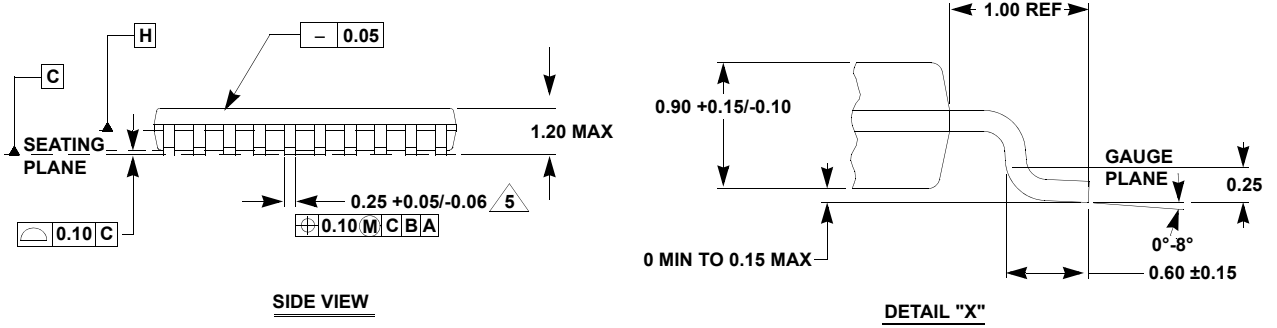 H
– 0.05
C
SEATING
PLANE
1.20 MAX
0.25 +0.05/-0.06 5
0.10 M C B A
0.10 C
SIDE VIEW
1.00 REF
0.90 +0.15/-0.10
GAUGE
PLANE
0.25
0 MIN TO 0.15 MAX
0°-8°
0.60 ±0.15
DETAIL "X"